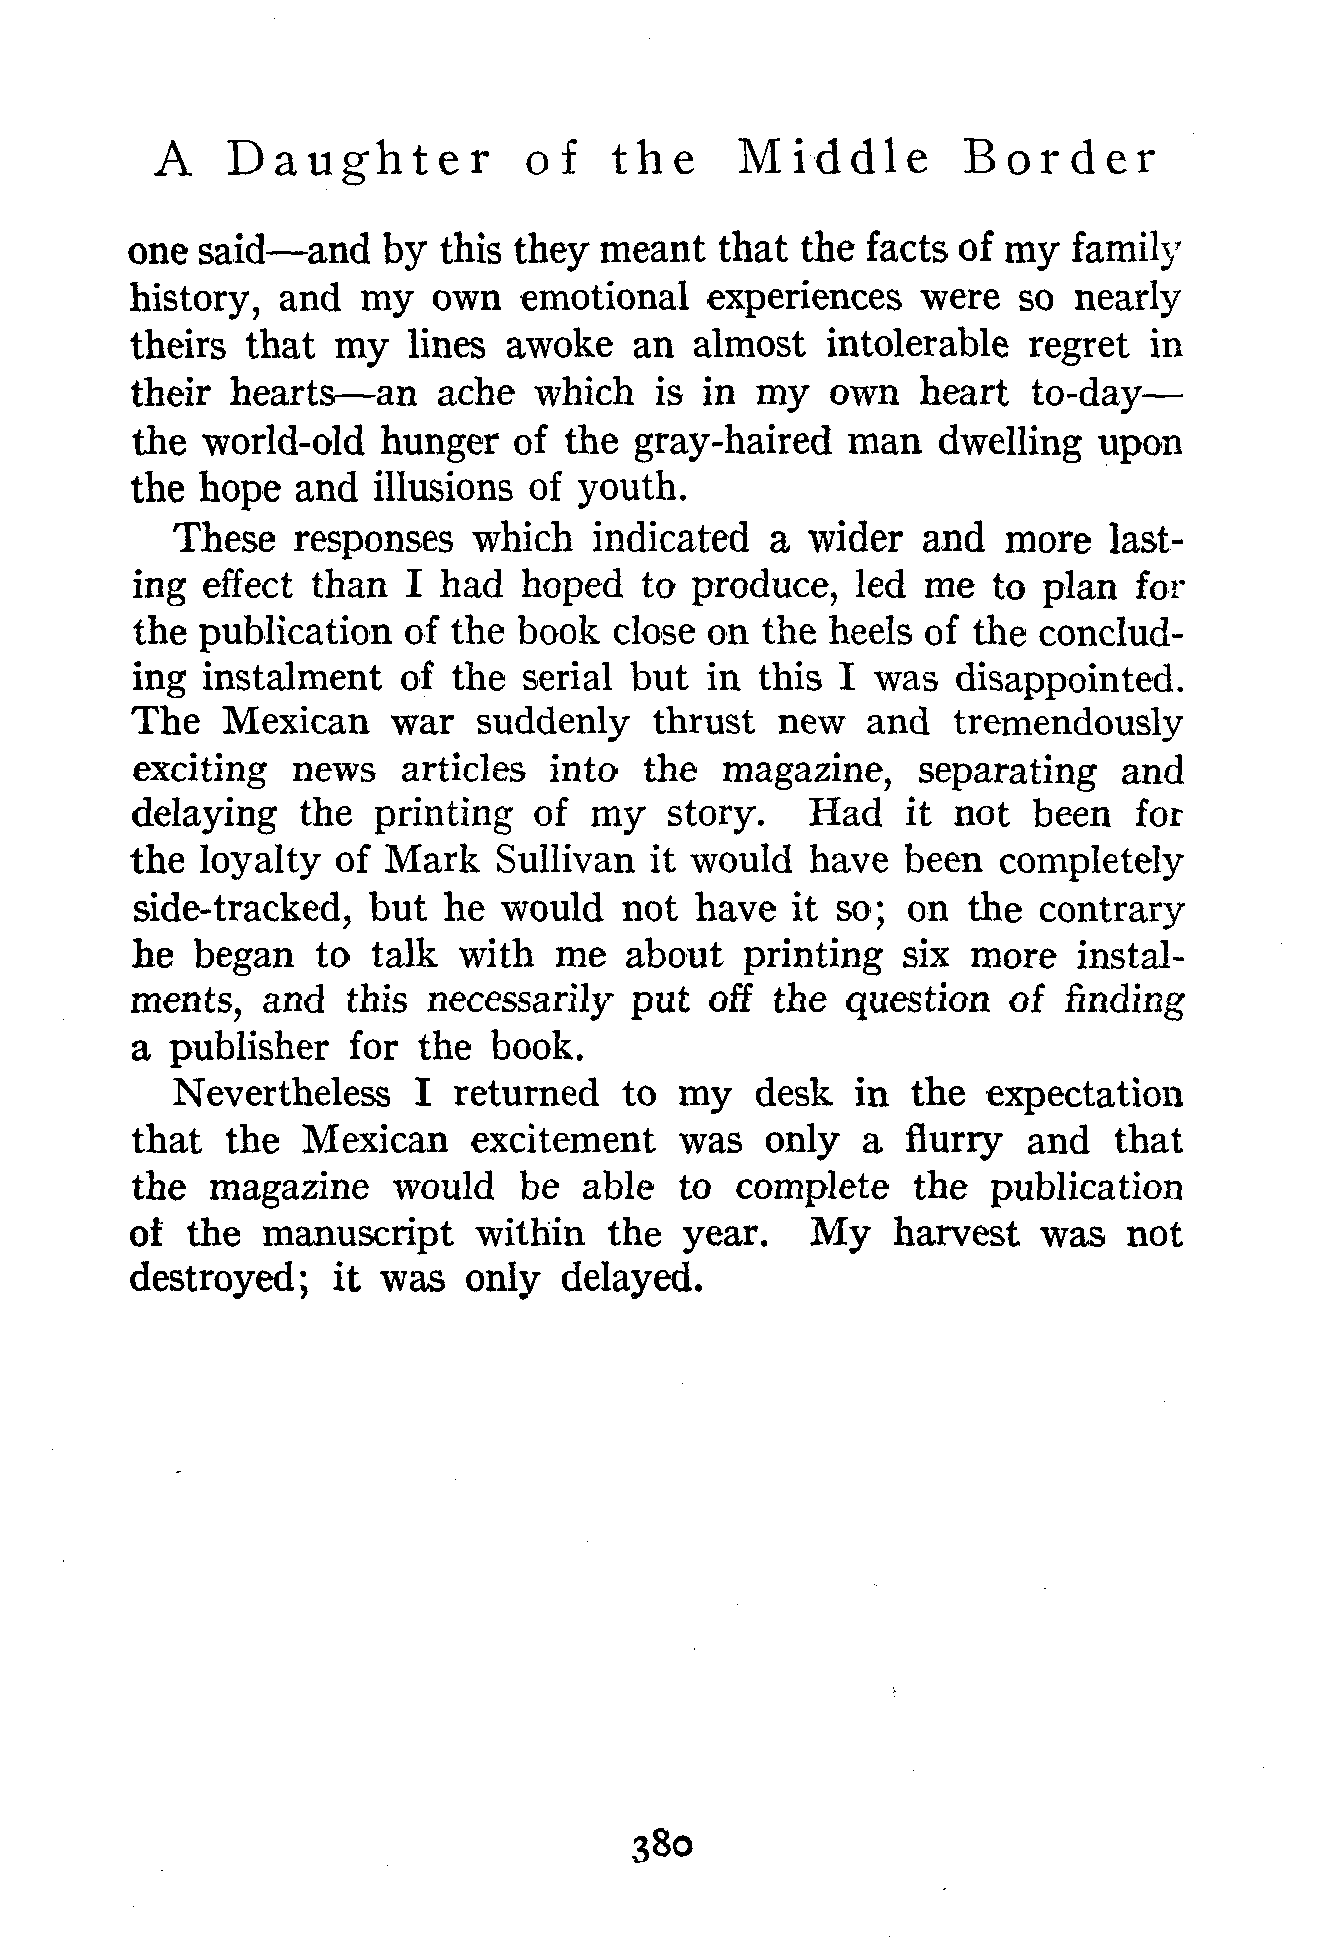 A Daughter of the Middle Border
one said—and by this they meant that the facts of my family
history, and my own emotional experiences were so nearly
theirs that my lines awoke an almost intolerable regret in
their hearts—an ache which is in my own heart to-day—
the world-old hunger of the gray-haired man dwelling upon
the hope and illusions of youth.
These responses which indicated a wider and more last-
ing effect than I had hoped to produce, led me to plan for
the publication of the book close on the heels of the conclud-
ing instalment of the serial but in this I was disappointed.
The Mexican war suddenly thrust new and tremendously
exciting news articles into the magazine, separating and
delaying the printing of my story. Had it not been for
the loyalty of Mark Sullivan it would have been completely
side-tracked, but he would not have it so; on the contrary
he began to talk with me about printing six more instal-
ments, and this necessarily put off the question of finding
a publisher for the book.
Nevertheless I returned to my desk in the expectation
that the Mexican excitement was only a flurry and that
the magazine would be able to complete the publication
of the manuscript within the year. My harvest was not
destroyed; it was only delayed.
380